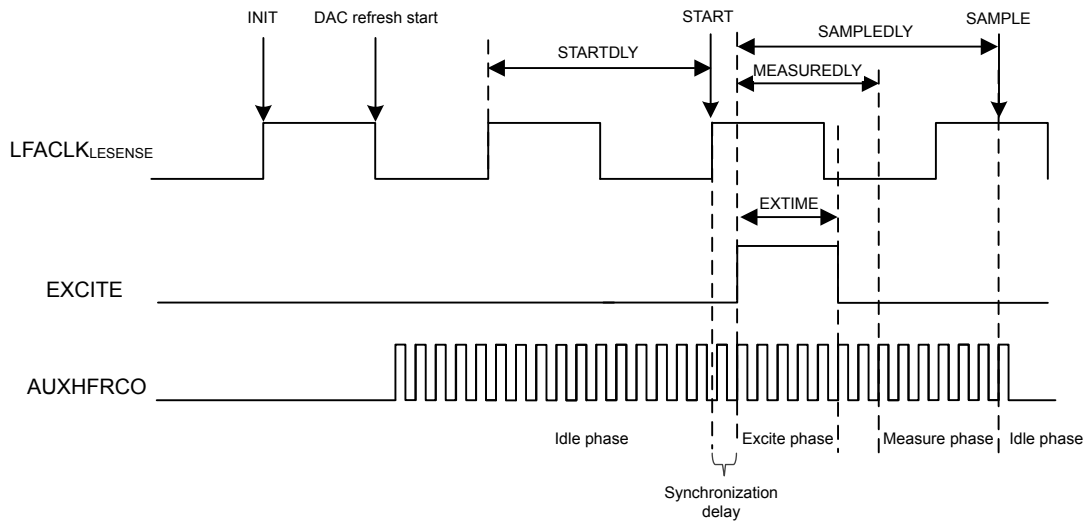 INIT
DAC refresh start
START
SAMPLE
SAMPLEDLY
STARTDLY
MEASUREDLY
LFACLKLESENSE
EXTIME
EXCITE
AUXHFRCO
Idle phase
Excite phase
Measure phase
Idle phase
Synchronization
delay